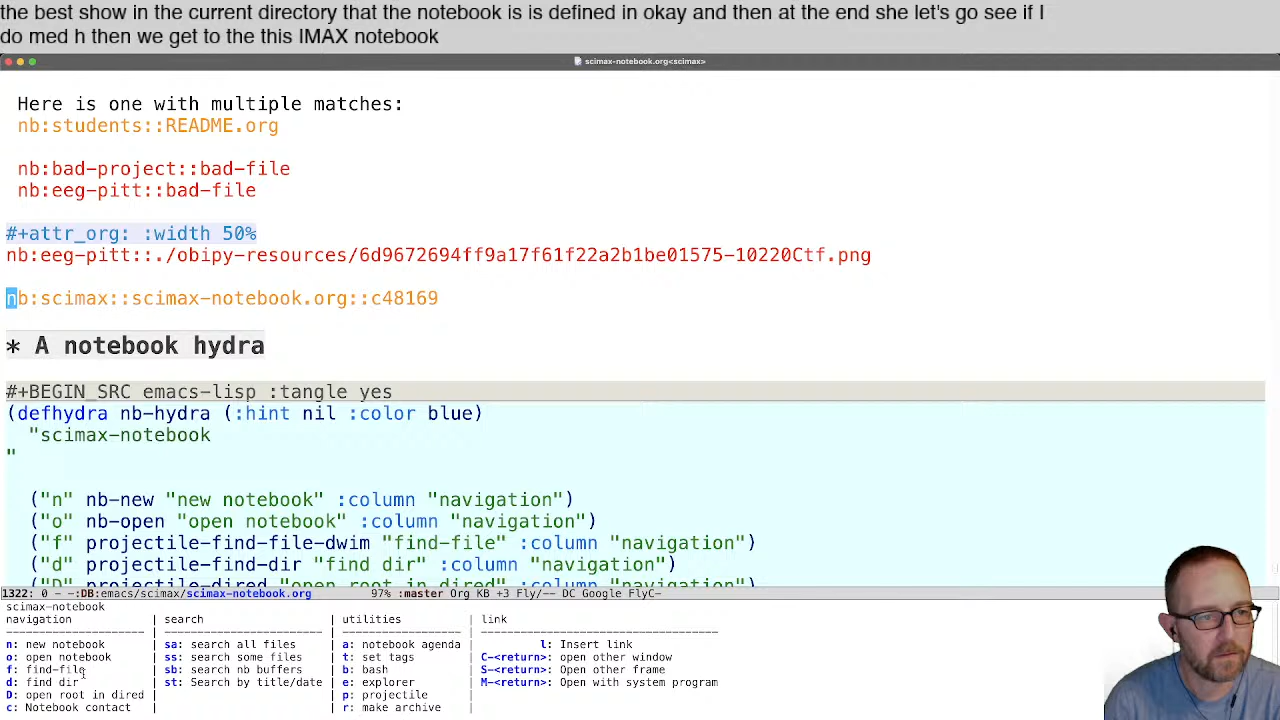 the best show in the current directory that the notebook is is defined in okay and then at the end she let's go see if I
do med h then we get to the this IMAX notebook
scimax-notebook.org<scimax>
Here is one with multiple matches:
nb:students::README.org
nb:bad-project::bad-file
nb:eeg-pitt::bad-file
#+attr_org: :width 50%
nb:eeg-pitt::./obipy-resources/6d9672694ff9a17f61f22a2b1be01575-10220Ctf.png
nb:scimax::scimax-notebook.org::c48169
* A notebook hydra
#+BEGIN_SRC emacs-lisp :tangle yes
(defhydra nb-hydra (:hint nil :color blue)
"scimax-notebook
"
("n" nb-new "new notebook" :column "navigation")
("o" nb-open "open notebook" :column "navigation")
("f" projectile-find-file-dwim "find-file" :column "navigation")
("d" projectile-find-dir "find dir" :column "navigation")
("D" projectile-dired "open root in dired" :column "navigation")
1322: 0 – -:DB:emacs/scimax/scimax-notebook.org 97% :master Org KB +3 Fly/–- DC Google FlyC-
scimax-notebook
navigation | search | utilities | link
n: new notebook | sa: search all files | a: notebook agenda | l: Insert link
o: open notebook | ss: search some files | t: set tags | C-<return>: open other window
f: find-file | sb: search nb buffers | b: bash | S-<return>: Open other frame
d: find dir | st: Search by title/date | e: explorer | M-<return>: Open with system program
D: open root in dired | | p: projectile |
c: Notebook contact | | r: make archive |